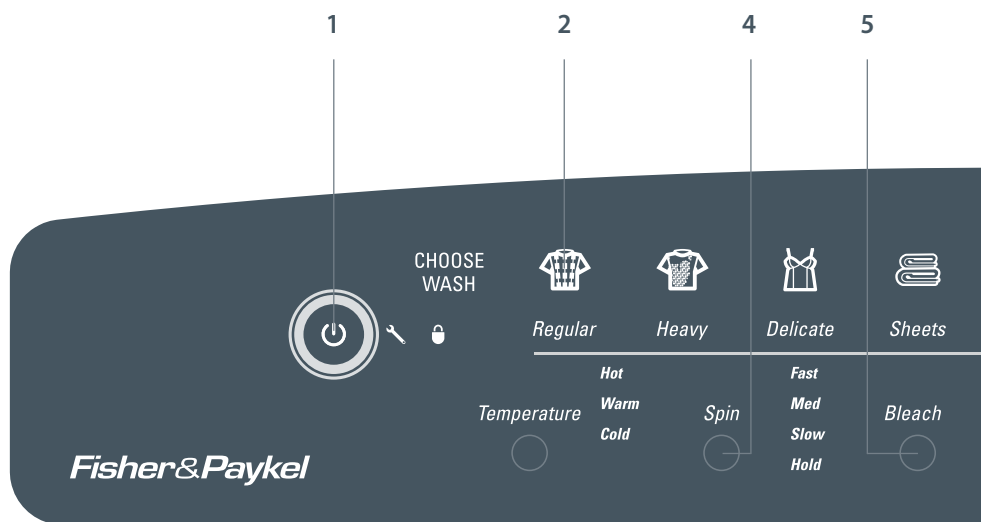 1 2 4 5
CHOOSE
WASH
Regular Heavy Delicate Sheets
Hot Fast
Temperature Warm Spin Med Bleach
Cold Slow
Hold
Fisher&Paykel